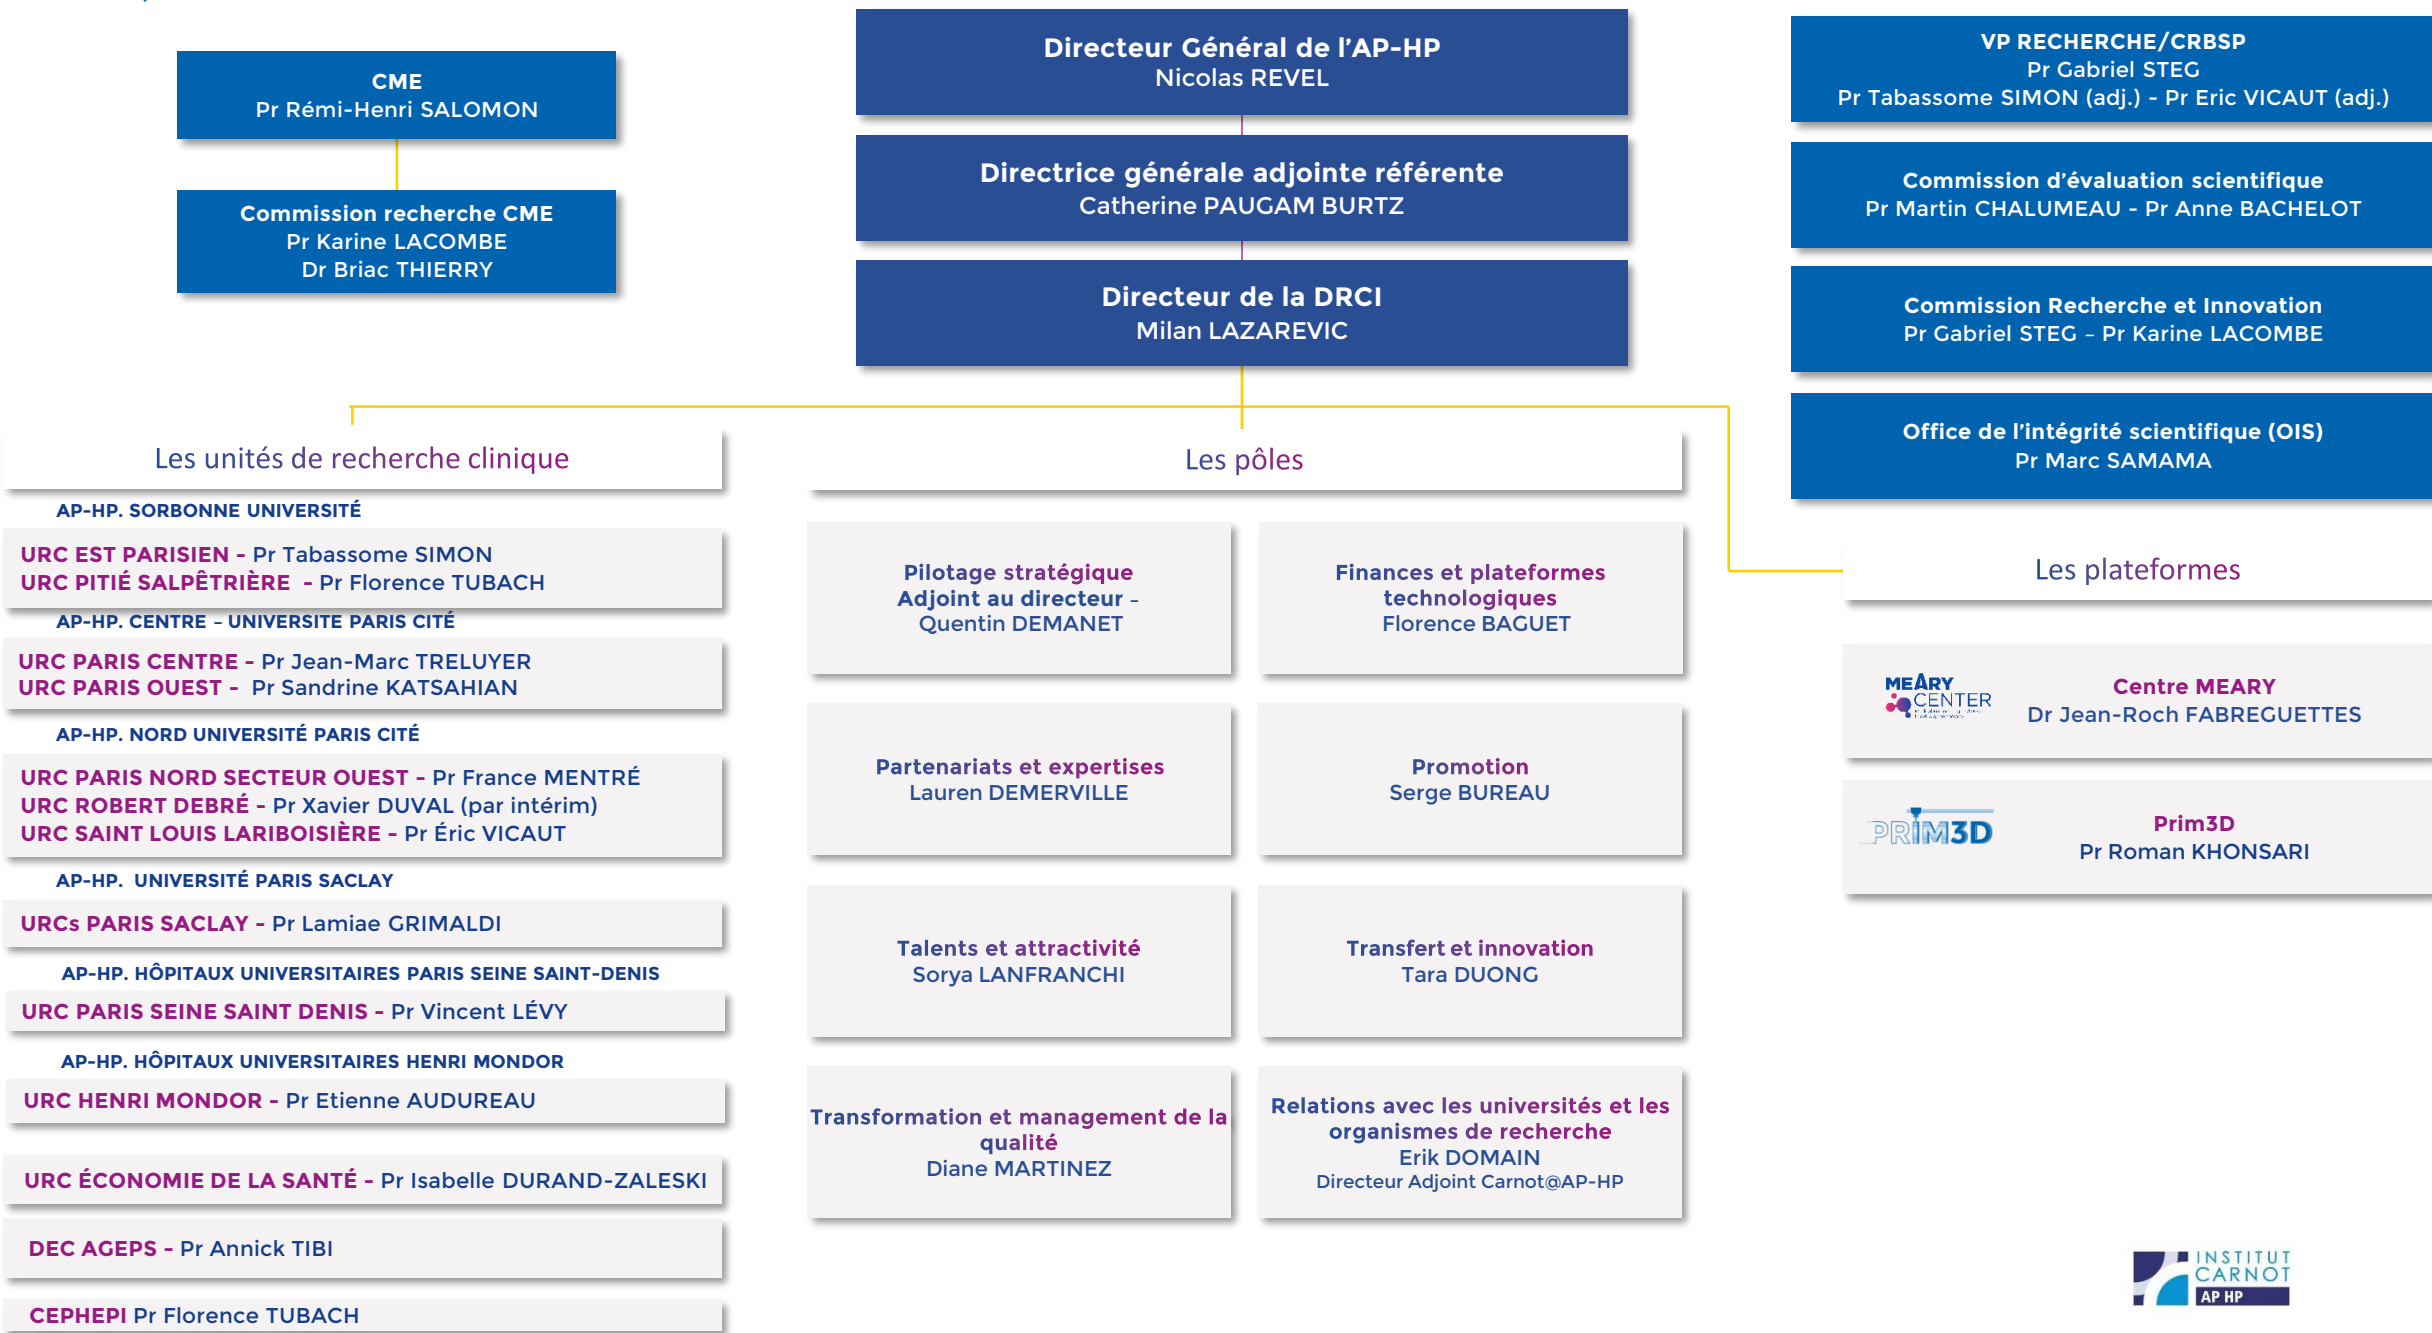 CME
Pr Rémi-Henri SALOMON
Commission recherche CME
Pr Karine LACOMBE
Dr Briac THIERRY
Directeur Général de l’AP-HP
Nicolas REVEL
Directrice générale adjointe référente
Catherine PAUGAM BURTZ
Directeur de la DRCI
Milan LAZAREVIC
VP RECHERCHE/CRBSP
Pr Gabriel STEG
Pr Tabassome SIMON (adj.) - Pr Eric VICAUT (adj.)
Commission d’évaluation scientifique
Pr Martin CHALUMEAU - Pr Anne BACHELOT
Commission Recherche et Innovation
Pr Gabriel STEG – Pr Karine LACOMBE
Office de l’intégrité scientifique (OIS)
Pr Marc SAMAMA
Les unités de recherche clinique
AP-HP. SORBONNE UNIVERSITÉ
URC EST PARISIEN - Pr Tabassome SIMON
URC PITIÉ SALPÊTRIÈRE - Pr Florence TUBACH
AP-HP. CENTRE – UNIVERSITE PARIS CITÉ
URC PARIS CENTRE - Pr Jean-Marc TRELUYER
URC PARIS OUEST - Pr Sandrine KATSAHIAN
AP-HP. NORD UNIVERSITÉ PARIS CITÉ
URC PARIS NORD SECTEUR OUEST - Pr France MENTRÉ
URC ROBERT DEBRÉ - Pr Xavier DUVAL (par intérim)
URC SAINT LOUIS LARIBOISIÈRE - Pr Éric VICAUT
AP-HP. UNIVERSITÉ PARIS SACLAY
URCs PARIS SACLAY - Pr Lamiae GRIMALDI
AP-HP. HÔPITAUX UNIVERSITAIRES PARIS SEINE SAINT-DENIS
URC PARIS SEINE SAINT DENIS - Pr Vincent LÉVY
AP-HP. HÔPITAUX UNIVERSITAIRES HENRI MONDOR
URC HENRI MONDOR - Pr Etienne AUDUREAU
URC ÉCONOMIE DE LA SANTÉ - Pr Isabelle DURAND-ZALESKI
DEC AGEPS - Pr Annick TIBI
CEPHEPI Pr Florence TUBACH
Les pôles
Pilotage stratégique
Adjoint au directeur –
Quentin DEMANET
Finances et plateformes
technologiques
Florence BAGUET
Partenariats et expertises
Lauren DEMERVILLE
Promotion
Serge BUREAU
Talents et attractivité
Sorya LANFRANCHI
Transfert et innovation
Tara DUONG
Transformation et management de la
qualité
Diane MARTINEZ
Relations avec les universités et les
organismes de recherche
Erik DOMAIN
Directeur Adjoint Carnot@AP-HP
Les plateformes
MEARY
CENTER
Centre MEARY
Dr Jean-Roch FABREGUETTES
PRIM3D
Prim3D
Pr Roman KHONSARI
INSTITUT
CARNOT
AP HP